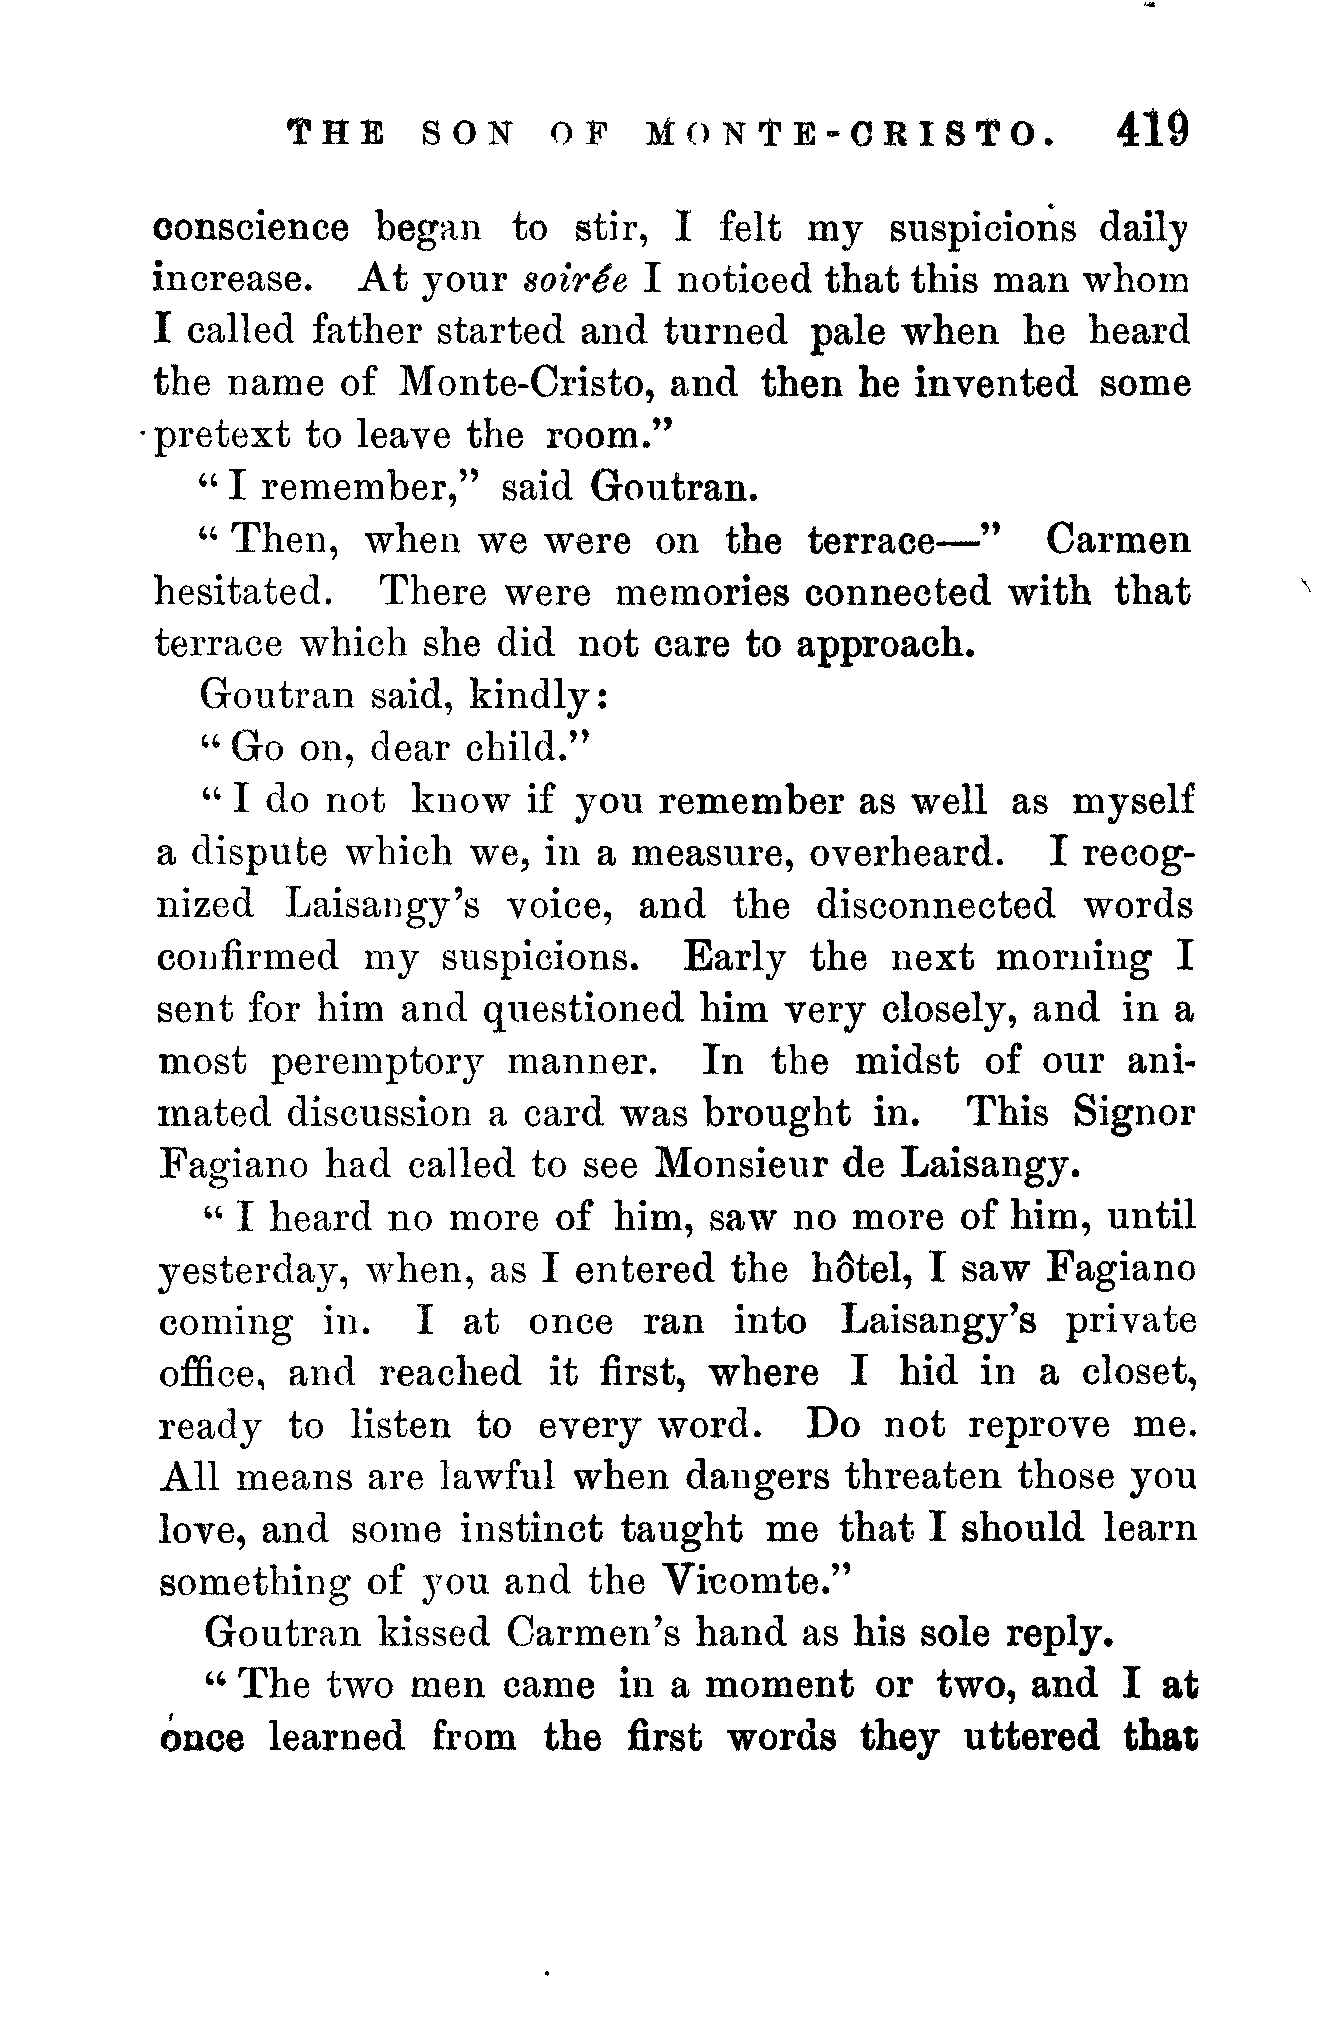 THE SON OF MONTE-CRISTO. 419
conscience began to stir, I felt my suspicions daily
increase. At your soirée I noticed that this man whom
I called father started and turned pale when he heard
the name of Monte-Cristo, and then he invented some
pretext to leave the room.”
“ I remember,” said Goutran.
“ Then, when we were on the terrace—” Carmen
hesitated. There were memories connected with that
terrace which she did not care to approach.
Goutran said, kindly:
“ Go on, dear child.”
“ I do not know if you remember as well as myself
a dispute which we, in a measure, overheard. I recog-
nized Laisangy’s voice, and the disconnected words
confirmed my suspicions. Early the next morning I
sent for him and questioned him very closely, and in a
most peremptory manner. In the midst of our ani-
mated discussion a card was brought in. This Signor
Fagiano had called to see Monsieur de Laisangy.
“ I heard no more of him, saw no more of him, until
yesterday, when, as I entered the hôtel, I saw Fagiano
coming in. I at once ran into Laisangy’s private
office, and reached it first, where I hid in a closet,
ready to listen to every word. Do not reprove me.
All means are lawful when dangers threaten those you
love, and some instinct taught me that I should learn
something of you and the Vicomte.”
Goutran kissed Carmen’s hand as his sole reply.
“ The two men came in a moment or two, and I at
once learned from the first words they uttered that